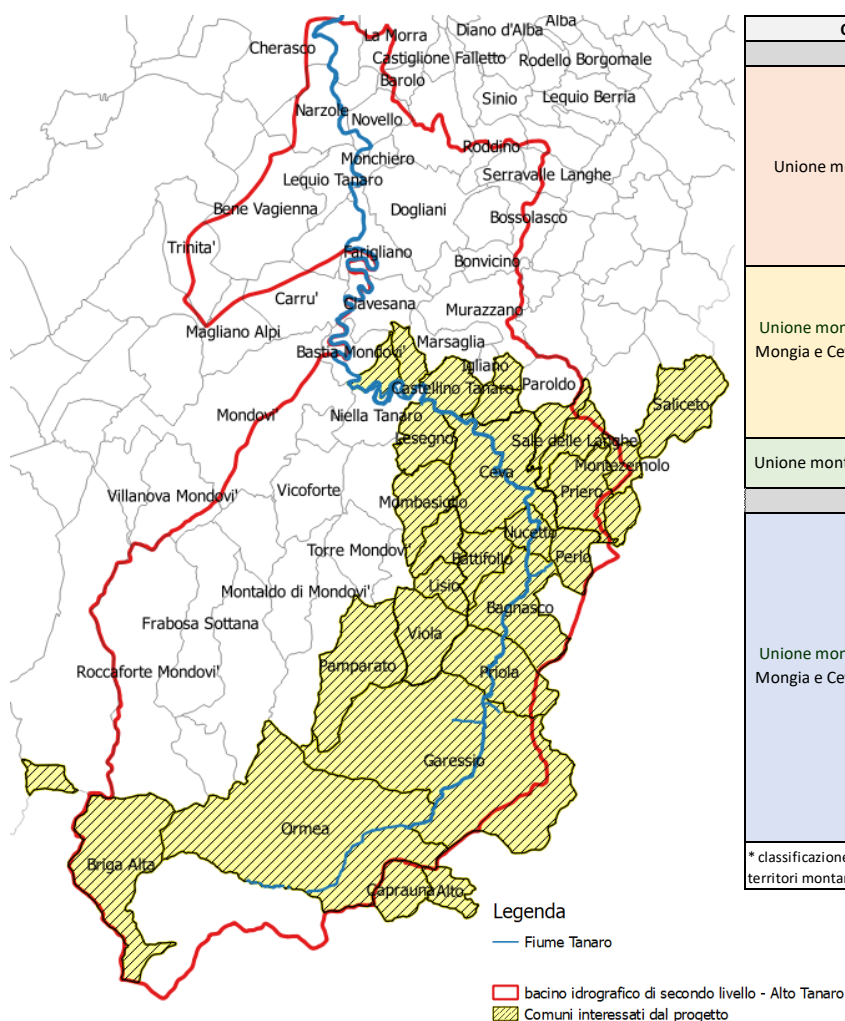 Alba
La Morra
Diano d'Alba
Cherasco
Castiglione Falletto
Rodello
Borgomale
Barolo
Sinio
Lequio Berria
Narzole
Novello
Roddino
Monchiero
Lequio Tanaro
Serravalle Langhe
Bene Vagienna
Dogliani
Bossolasco
Trinita'
Farigliano
Bonvicino
Carru'
Clavesana
Murazzano
Magliano Alpi
Marsaglia
Bastia Mondovi'
Igliano
Castellino Tanaro
Paroldo
Saliceto
Mondovi'
Niella Tanaro
Lesegno
Sale delle Langhe
Ceva
Montezemolo
Villanova Mondovi'
Vicoforte
Mombasiglio
Priero
Nucetto
Torre Mondovi'
Battifollo
Perlo
Montaldo di Mondovi'
Lisio
Bagnasco
Frabosa Sottana
Viola
Roccaforte Mondovi'
Pamparato
Priola
Garessio
Ormea
Briga Alta
Caprauna
Alto
Legenda
Fiume Tanaro
bacino idrografico di secondo livello - Alto Tanaro
Comuni interessati dal progetto
Unione m
Unione mon
Mongia e Ce
Unione mont
Unione mon
Mongia e Ce
* classificazione
territori montar